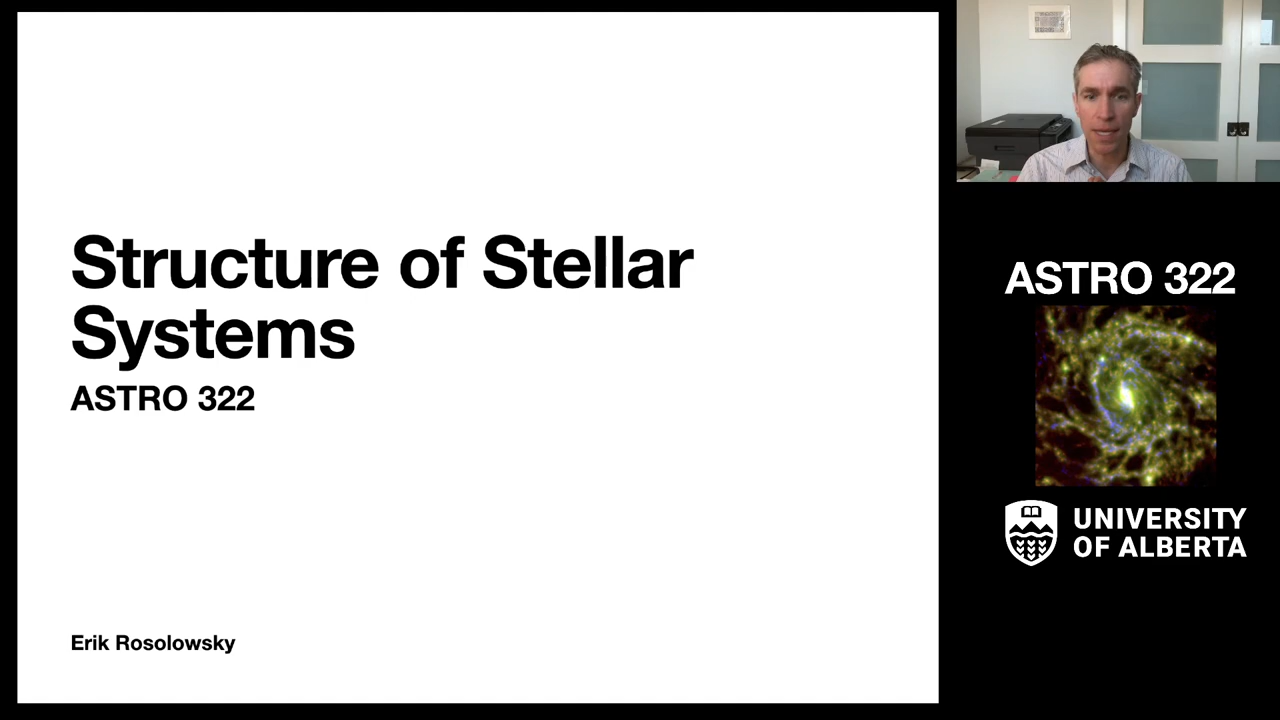 Structure of Stellar
Systems
ASTRO 322
Erik Rosolowsky
ASTRO 322
UNIVERSITY
OF ALBERTA